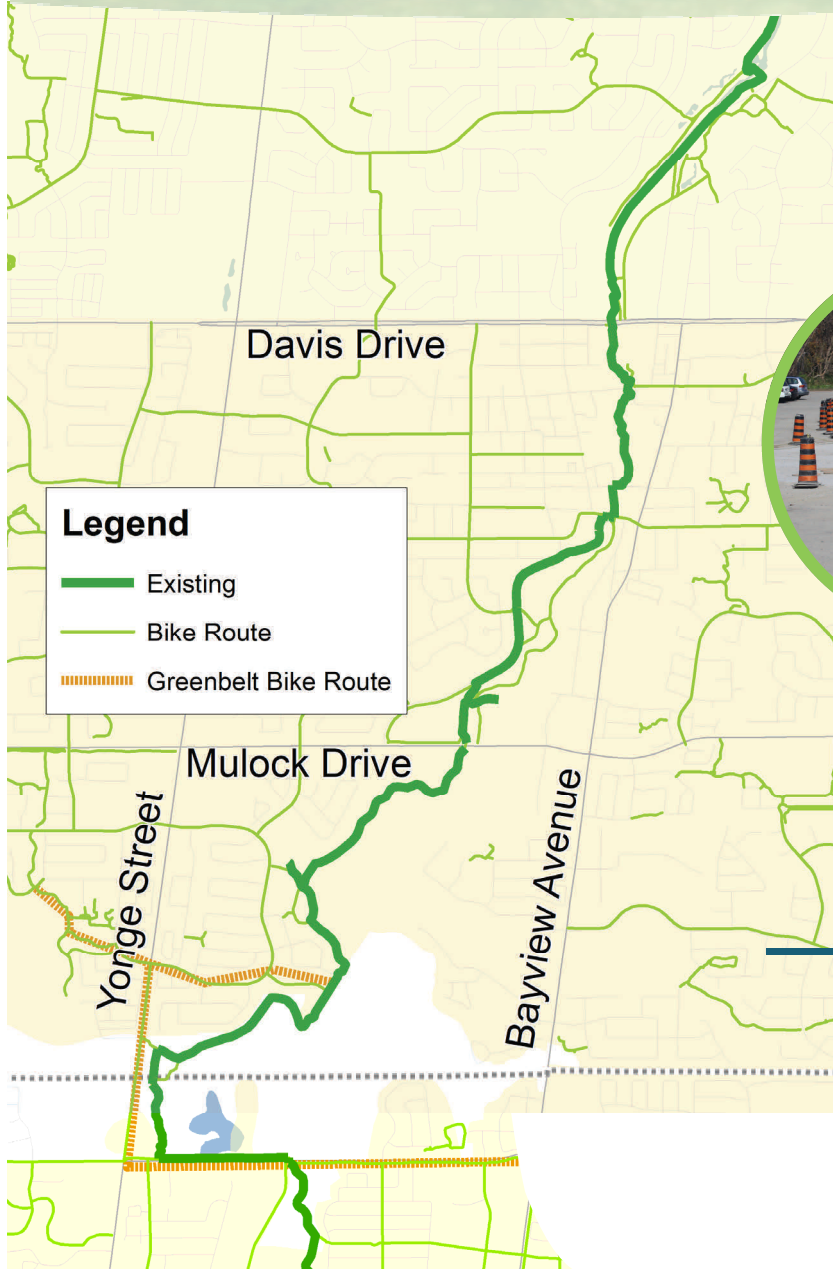 Davis Drive
Legend
Existing
Bike Route
Greenbelt Bike Route
Mulock Drive
Yonge Street
Bayview Avenue